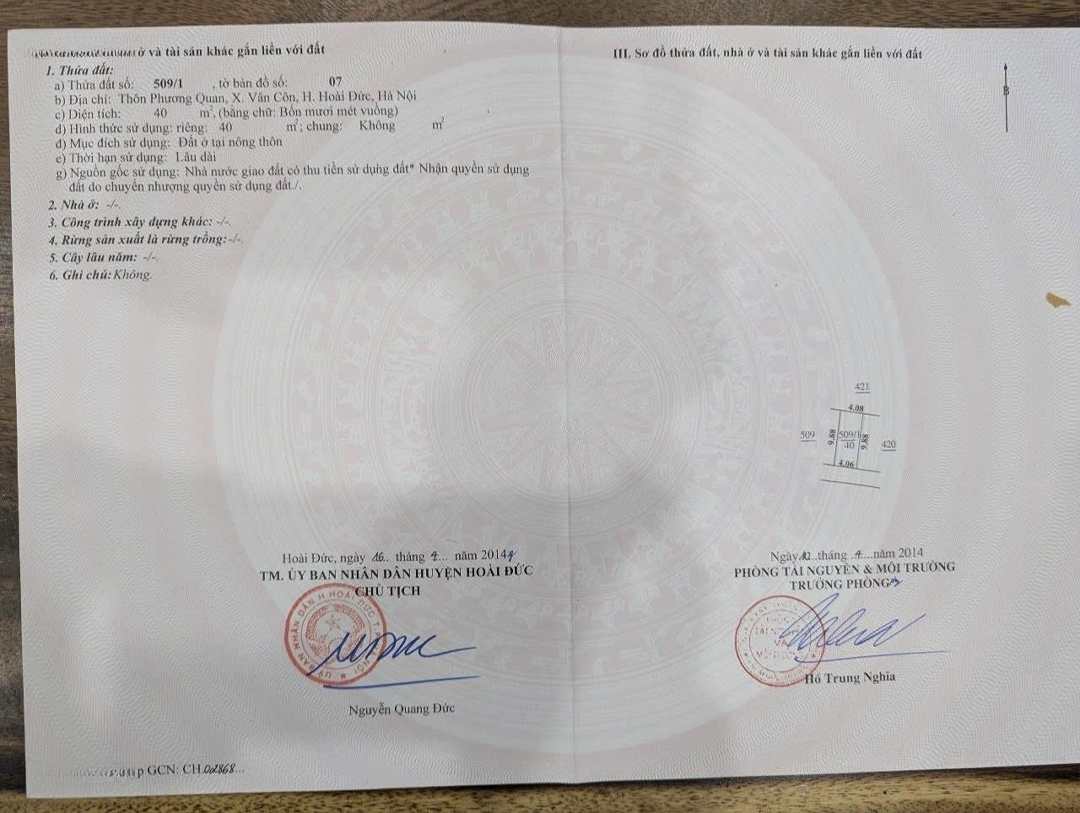 ở và tài sản khác gắn liền với đất
1. Thửa đất:
a) Thửa đất số: 509/1 , tờ bản đồ số: 07
b) Địa chỉ: Thôn Phương Quan, X. Vân Côn, H. Hoài Đức, Hà Nội
c) Diện tích: 40 m², (bằng chữ: Bốn mươi mét vuông)
d) Hình thức sử dụng: riêng: 40 m²; chung: Không m²
đ) Mục đích sử dụng: Đất ở tại nông thôn
e) Thời hạn sử dụng: Lâu dài
g) Nguồn gốc sử dụng: Nhà nước giao đất có thu tiền sử dụng đất* Nhận quyền sử dụng
đất do chuyển nhượng quyền sử dụng đất./.
2. Nhà ở: -/-.
3. Công trình xây dựng khác: -/-.
4. Rừng sản xuất là rừng trồng:-/-.
5. Cây lâu năm: -/-.
6. Ghi chú: Không.
Hoài Đức, ngày 16.. tháng 7... năm 2014
TM. ỦY BAN NHÂN DÂN HUYỆN HOÀI ĐỨC
CHỦ TỊCH
Nguyễn Quang Đức
p GCN: CH.02868...
III. Sơ đồ thửa đất, nhà ở và tài sản khác gắn liền với đất
B
421
4.08
509
9.88
509/1
40
9.88
420
4.06
Ngày ..tháng ..7...năm 2014
PHÒNG TÀI NGUYÊN & MÔI TRƯỜNG
TRƯỞNG PHÒNG
Hồ Trung Nghĩa